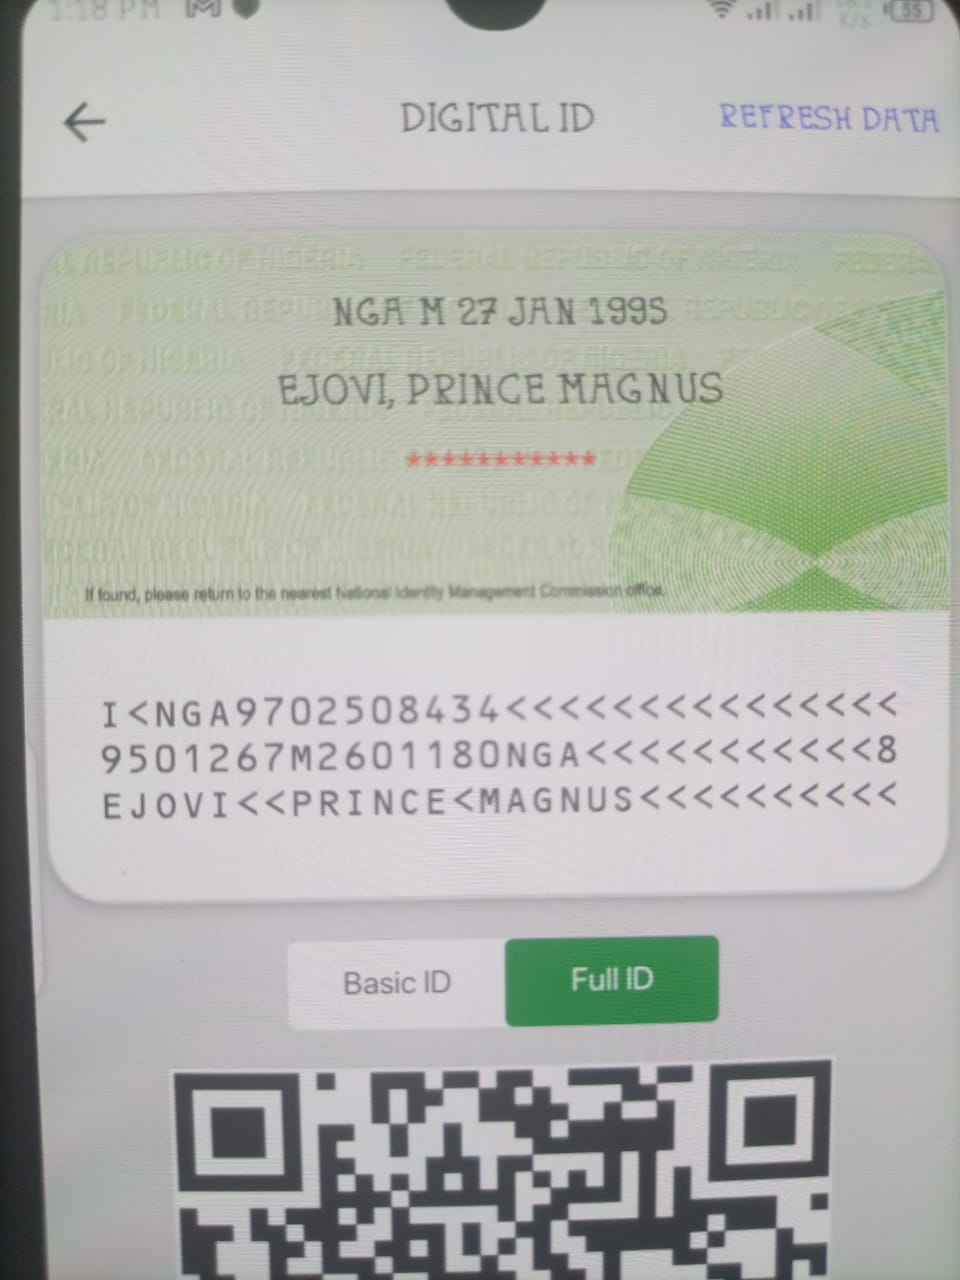 1:18 PM
K/s
55
DIGITAL ID
REFRESH DATA
REPUBLIC OF NIGERIA FEDERAL REPUBLIC OF NIGERIA
NGA M 27 JAN 1995
EJOVI, PRINCE MAGNUS
***********
If found, please return to the nearest National Identity Management Commission office.
I<NGA9702508434<<<<<<<<<<<<<<<
9501267M2601180NGA<<<<<<<<<<<8
EJOVI<<PRINCE<MAGNUS<<<<<<<<<<
Basic ID
Full ID